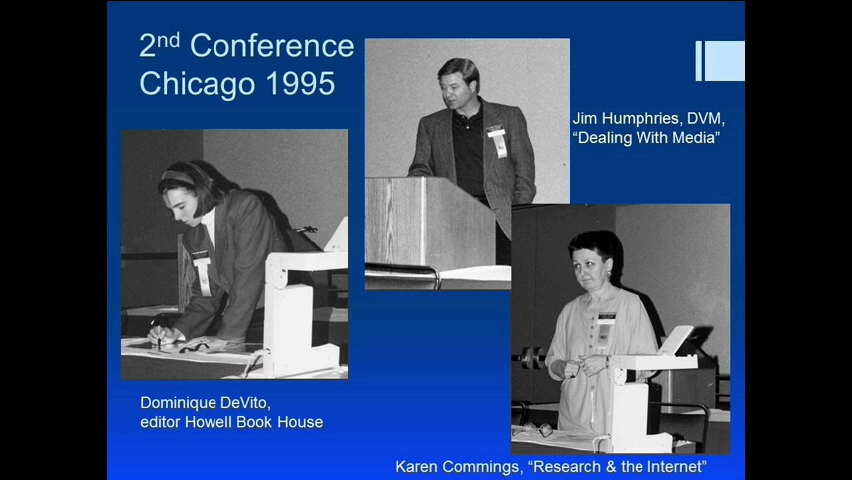 2nd Conference
Chicago 1995
Jim Humphries, DVM,
“Dealing With Media”
Dominique DeVito,
editor Howell Book House
Karen Commings, “Research & the Internet”